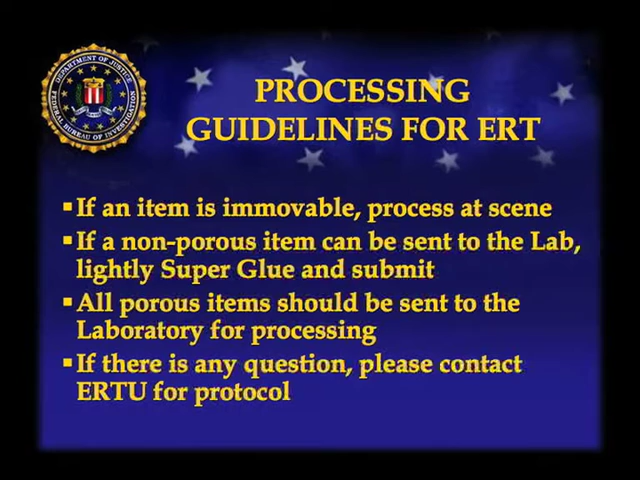 DEPARTMENT OF JUSTICE
FEDERAL BUREAU OF INVESTIGATION
PROCESSING
GUIDELINES FOR ERT
▪If an item is immovable, process at scene
▪If a non-porous item can be sent to the Lab,
lightly Super Glue and submit
▪All porous items should be sent to the
Laboratory for processing
▪If there is any question, please contact
ERTU for protocol